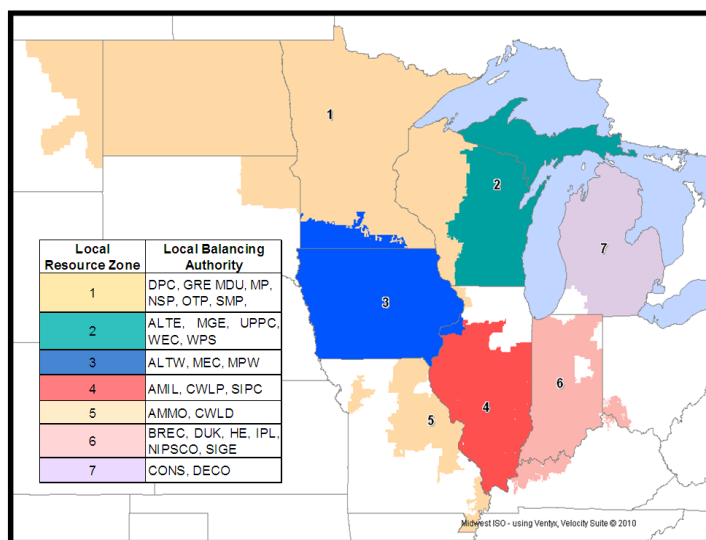 1
2
7
3
6
4
5
Local Resource Zone | Local Balancing Authority
1 | DPC, GRE MDU, MP,
NSP, OTP, SMP,
2 | ALTE, MGE, UPPC,
WEC, WPS
3 | ALTW, MEC, MPW
4 | AMIL, CWLP, SIPC
5 | AMMO, CWLD
6 | BREC, DUK, HE, IPL,
NIPSCO, SIGE
7 | CONS, DECO
Midwest ISO - using Ventyx, Velocity Suite © 2010